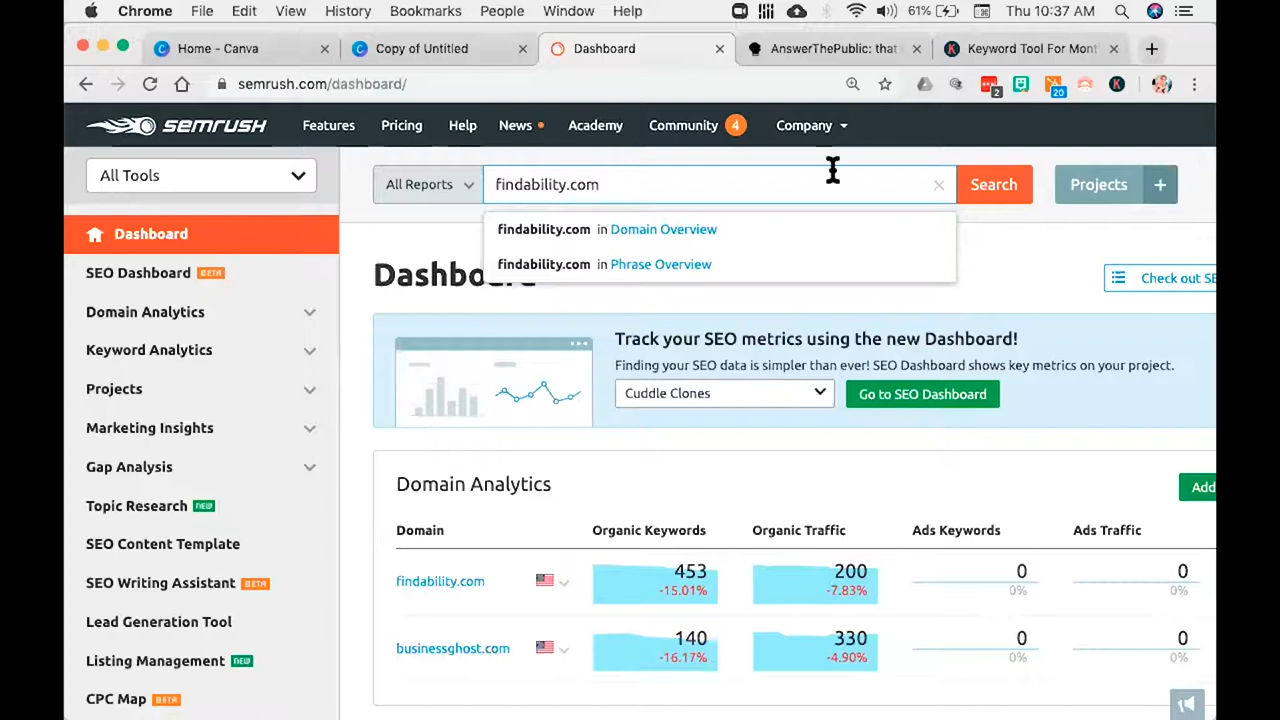 Chrome File Edit View History Bookmarks People Window Help 61% Thu 10:37 AM
Home - Canva Copy of Untitled Dashboard AnswerThePublic: that Keyword Tool For Mont
semrush.com/dashboard/ 2 20 K
SEMRUSH Features Pricing Help News Academy Community 4 Company
All Tools
All Reports findability.com Search Projects +
findability.com in Domain Overview
findability.com in Phrase Overview
Dashboard
SEO Dashboard BETA
Domain Analytics
Keyword Analytics
Projects
Marketing Insights
Gap Analysis
Topic Research NEW
SEO Content Template
SEO Writing Assistant BETA
Lead Generation Tool
Listing Management NEW
CPC Map BETA
Dashbo
Check out SE
Track your SEO metrics using the new Dashboard!
Finding your SEO data is simpler than ever! SEO Dashboard shows key metrics on your project.
Cuddle Clones Go to SEO Dashboard
Domain Analytics Add
Domain Organic Keywords Organic Traffic Ads Keywords Ads Traffic
findability.com 453 200 0 0
-15.01% -7.83% 0% 0%
businessghost.com 140 330 0 0
-16.17% -4.90% 0% 0%